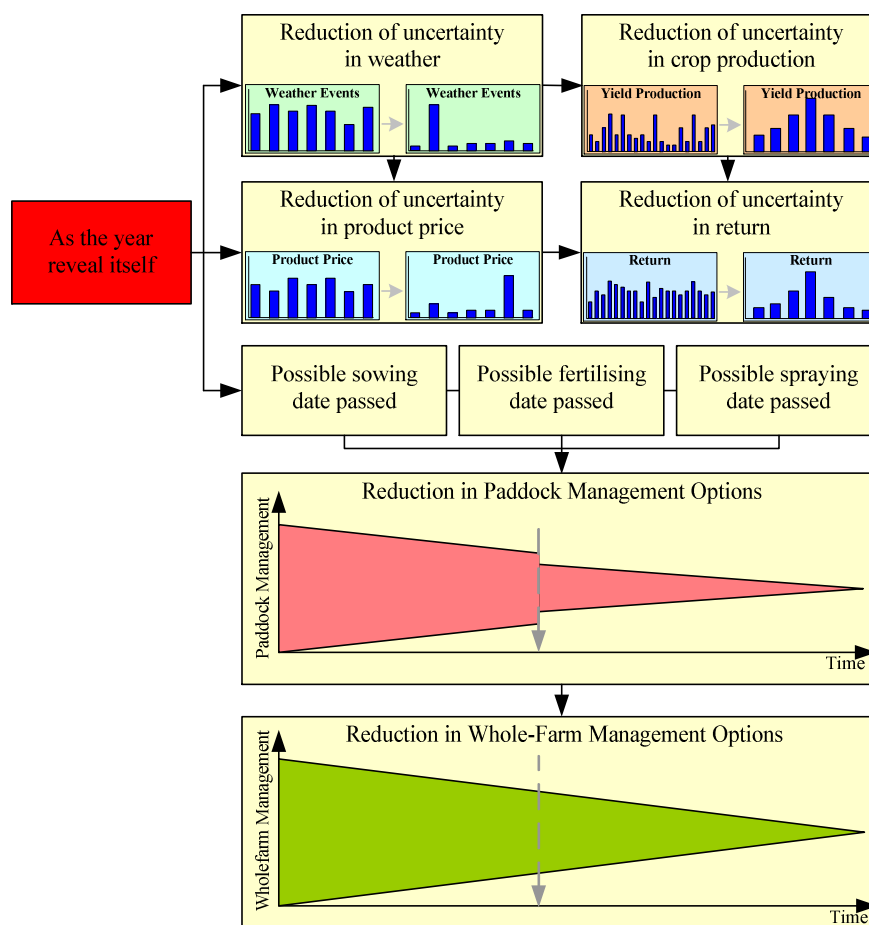 Reduction of uncertainty
in weather
Weather Events
Weather Events
Reduction of uncertainty
in crop production
Yield Production
Yield Production
As the year
reveal itself
Reduction of uncertainty
in product price
Product Price
Product Price
Reduction of uncertainty
in return
Return
Return
Possible sowing
date passed
Possible fertilising
date passed
Possible spraying
date passed
Reduction in Paddock Management Options
Paddock Management
Time
Reduction in Whole-Farm Management Options
Wholefarm Management
Time